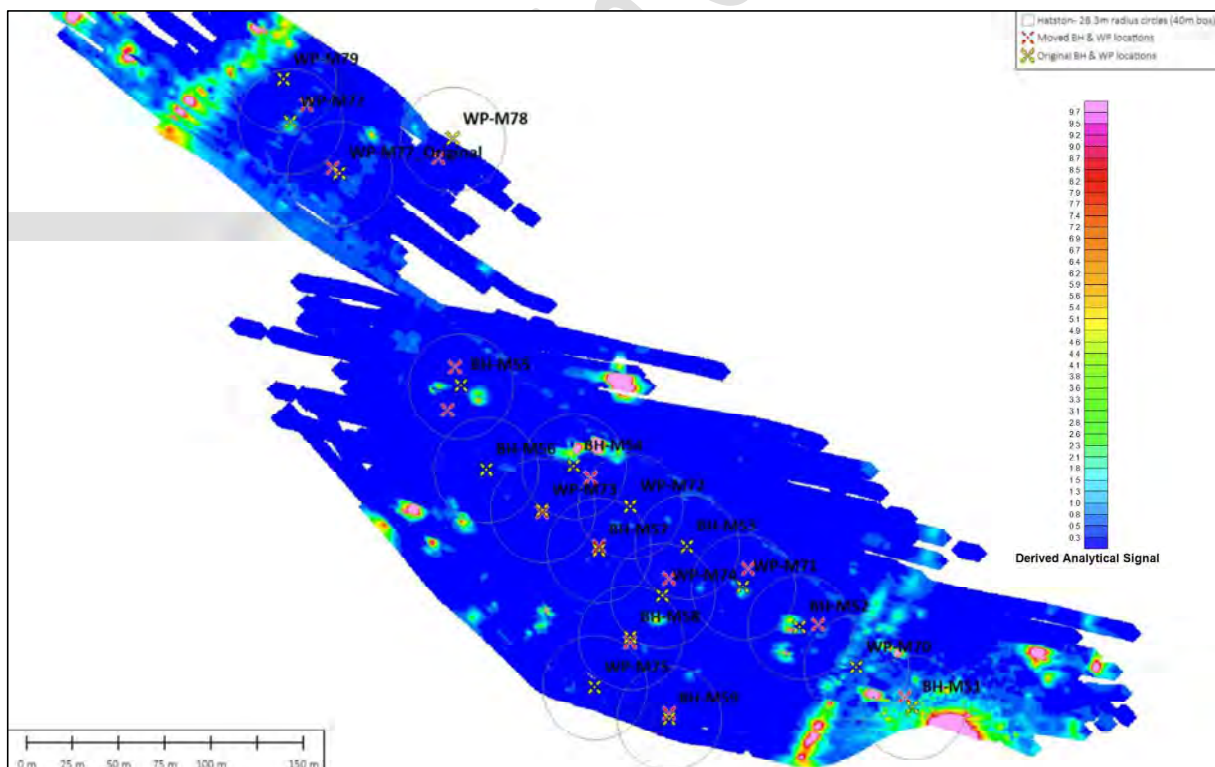 Hatston- 28.3m radius circles (40m box)
Moved BH & WP locations
Original BH & WP locations
WP-M79
WP-M77
WP-M78
WP-M77_Original
9.7
9.5
9.2
9.0
8.7
8.5
8.2
7.9
7.7
7.4
7.2
6.9
6.7
6.4
6.2
5.9
5.6
5.4
5.1
4.9
4.6
4.4
4.1
3.8
3.6
3.3
3.1
2.8
2.6
2.3
2.1
1.8
1.5
1.3
1.0
0.8
0.5
0.3
Derived Analytical Signal
BH-M55
BH-M56
BH-M54
WP-M73
WP-M72
BH-M57
BH-M53
WP-M74
WP-M71
BH-M58
BH-M52
WP-M75
WP-M70
BH-M59
BH-M51
0 m 25 m 50 m 75 m 100 m 150 m